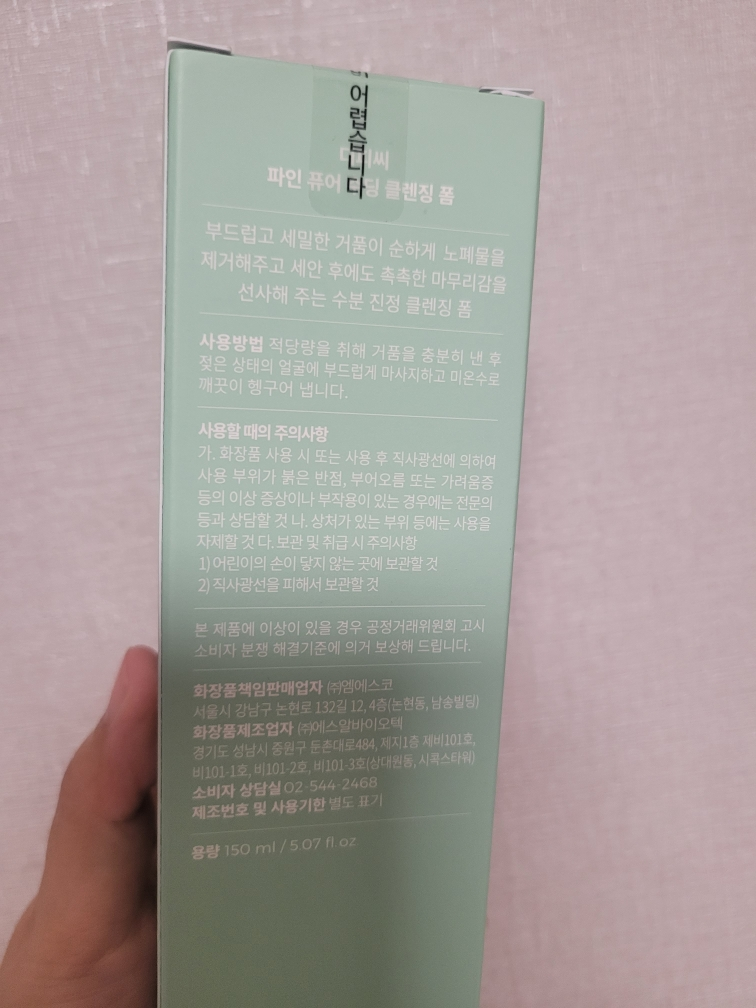 어렵습니다
파인 퓨어 클렌징 폼
부드럽고 세밀한 거품이 순하게 노폐물을
제거해주고 세안 후에도 촉촉한 마무리감을
선사해 주는 수분 진정 클렌징 폼
사용방법 적당량을 취해 거품을 충분히 낸 후
젖은 상태의 얼굴에 부드럽게 마사지하고 미온수로
깨끗이 헹구어 냅니다.
사용할 때의 주의사항
가. 화장품 사용 시 또는 사용 후 직사광선에 의하여
사용 부위가 붉은 반점, 부어오름 또는 가려움증
등의 이상 증상이나 부작용이 있는 경우에는 전문의
등과 상담할 것 나. 상처가 있는 부위 등에는 사용을
자제할 것 다. 보관 및 취급 시 주의사항
1) 어린이의 손이 닿지 않는 곳에 보관할 것
2) 직사광선을 피해서 보관할 것
본 제품에 이상이 있을 경우 공정거래위원회 고시
소비자 분쟁 해결기준에 의거 보상해 드립니다.
화장품책임판매업자 ㈜엠에스코
서울시 강남구 논현로 132길 12, 4층(논현동, 남송빌딩)
화장품제조업자 ㈜에스알바이오텍
경기도 성남시 중원구 둔촌대로484, 제지1층 제비101호,
비101-1호, 비101-2호, 비101-3호(상대원동, 시콕스타워)
소비자 상담실 02-544-2468
제조번호 및 사용기한 별도 표기
용량 150 ml / 5.07 fl.oz